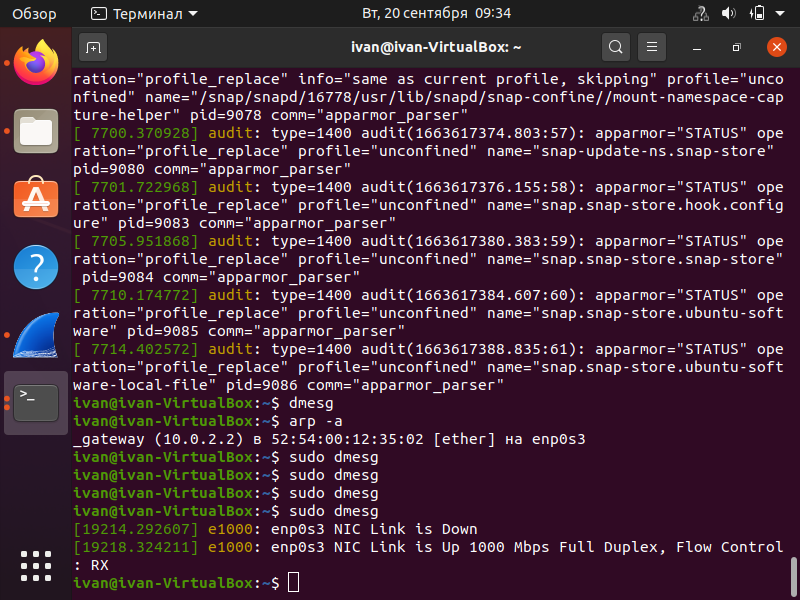 Обзор
Терминал
Вт, 20 сентября 09:34
ivan@ivan-VirtualBox: ~
ration="profile_replace" info="same as current profile, skipping" profile="unco
nfined" name="/snap/snapd/16778/usr/lib/snapd/snap-confine//mount-namespace-cap
ture-helper" pid=9078 comm="apparmor_parser"
[ 7700.370928] audit: type=1400 audit(1663617374.803:57): apparmor="STATUS" ope
ration="profile_replace" profile="unconfined" name="snap-update-ns.snap-store"
pid=9080 comm="apparmor_parser"
[ 7701.722968] audit: type=1400 audit(1663617376.155:58): apparmor="STATUS" ope
ration="profile_replace" profile="unconfined" name="snap.snap-store.hook.config
ure" pid=9083 comm="apparmor_parser"
[ 7705.951868] audit: type=1400 audit(1663617380.383:59): apparmor="STATUS" ope
ration="profile_replace" profile="unconfined" name="snap.snap-store.snap-store"
 pid=9084 comm="apparmor_parser"
[ 7710.174772] audit: type=1400 audit(1663617384.607:60): apparmor="STATUS" ope
ration="profile_replace" profile="unconfined" name="snap.snap-store.ubuntu-soft
ware" pid=9085 comm="apparmor_parser"
[ 7714.402572] audit: type=1400 audit(1663617388.835:61): apparmor="STATUS" ope
ration="profile_replace" profile="unconfined" name="snap.snap-store.ubuntu-soft
ware-local-file" pid=9086 comm="apparmor_parser"
ivan@ivan-VirtualBox:~$ dmesg
ivan@ivan-VirtualBox:~$ arp -a
_gateway (10.0.2.2) в 52:54:00:12:35:02 [ether] на enp0s3
ivan@ivan-VirtualBox:~$ sudo dmesg
ivan@ivan-VirtualBox:~$ sudo dmesg
ivan@ivan-VirtualBox:~$ sudo dmesg
ivan@ivan-VirtualBox:~$ sudo dmesg
[19214.292607] e1000: enp0s3 NIC Link is Down
[19218.324211] e1000: enp0s3 NIC Link is Up 1000 Mbps Full Duplex, Flow Control
: RX
ivan@ivan-VirtualBox:~$